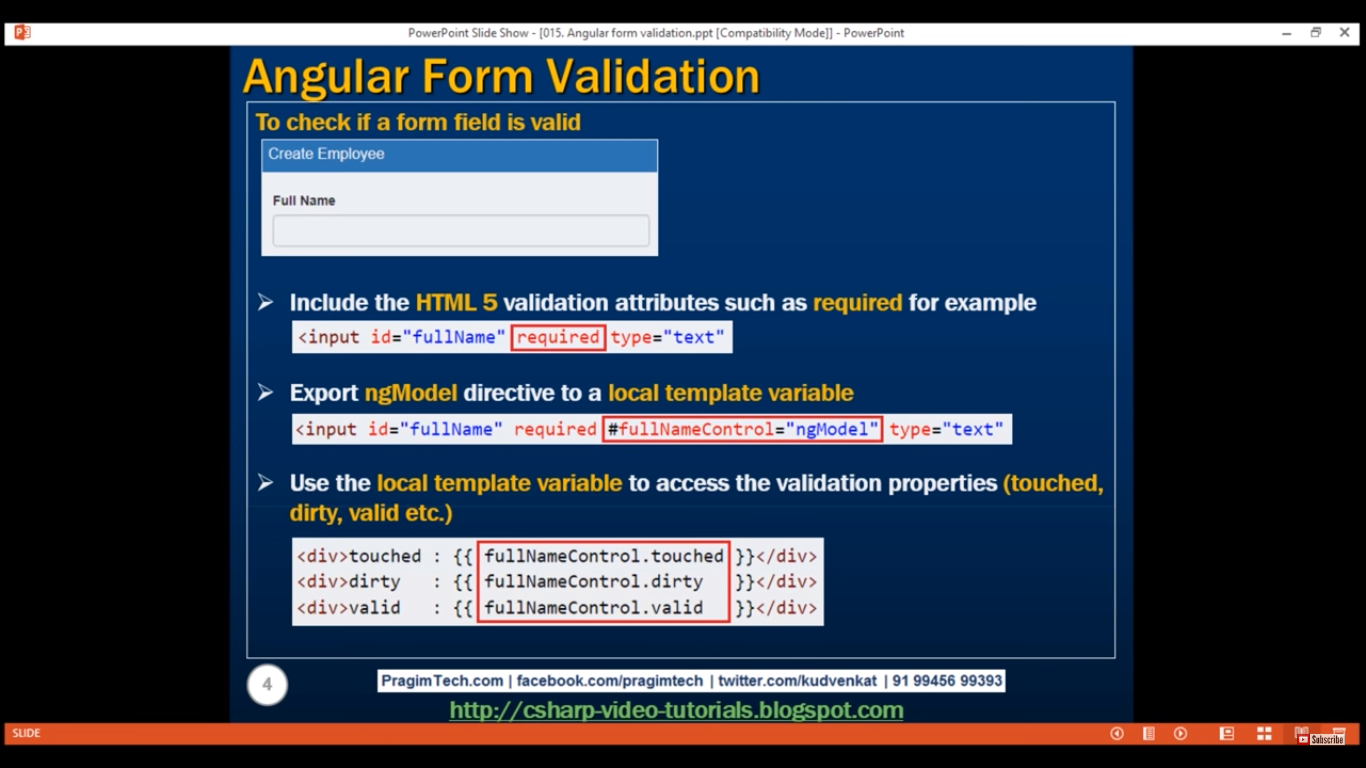 PowerPoint Slide Show - [015. Angular form validation.ppt [Compatibility Mode]] - PowerPoint
Angular Form Validation
To check if a form field is valid
Create Employee
Full Name
Include the HTML 5 validation attributes such as required for example
<input id="fullName" required type="text"
Export ngModel directive to a local template variable
<input id="fullName" required #fullNameControl="ngModel" type="text"
Use the local template variable to access the validation properties (touched,
dirty, valid etc.)
<div>touched : {{ fullNameControl.touched }}</div>
<div>dirty : {{ fullNameControl.dirty }}</div>
<div>valid : {{ fullNameControl.valid }}</div>
4
PragimTech.com | facebook.com/pragimtech | twitter.com/kudvenkat | 91 99456 99393
http://csharp-video-tutorials.blogspot.com
SLIDE
Subscribe